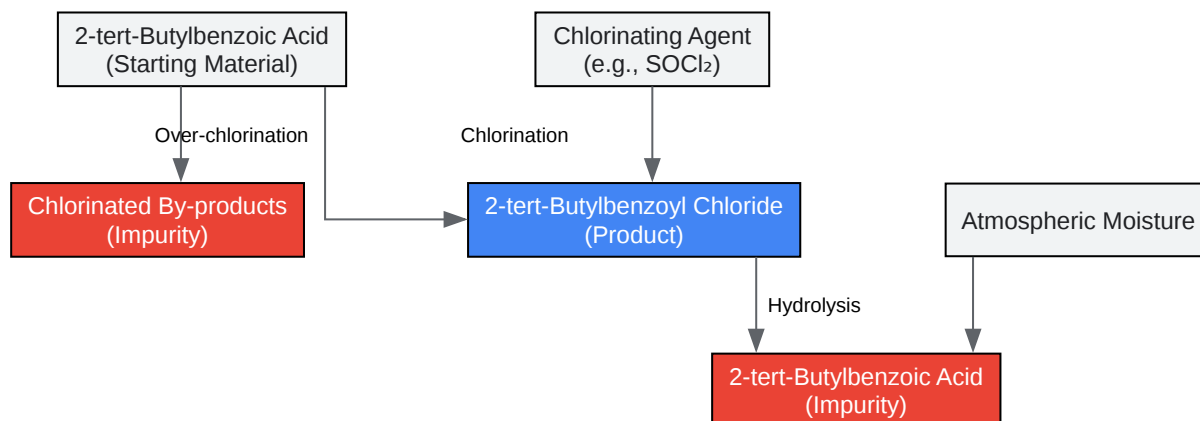 2-tert-Butylbenzoic Acid
(Starting Material)
Chlorinating Agent
(e.g., SOCl₂)
Over-chlorination
Chlorination
Chlorinated By-products
(Impurity)
2-tert-Butylbenzoyl Chloride
(Product)
Atmospheric Moisture
Hydrolysis
2-tert-Butylbenzoic Acid
(Impurity)